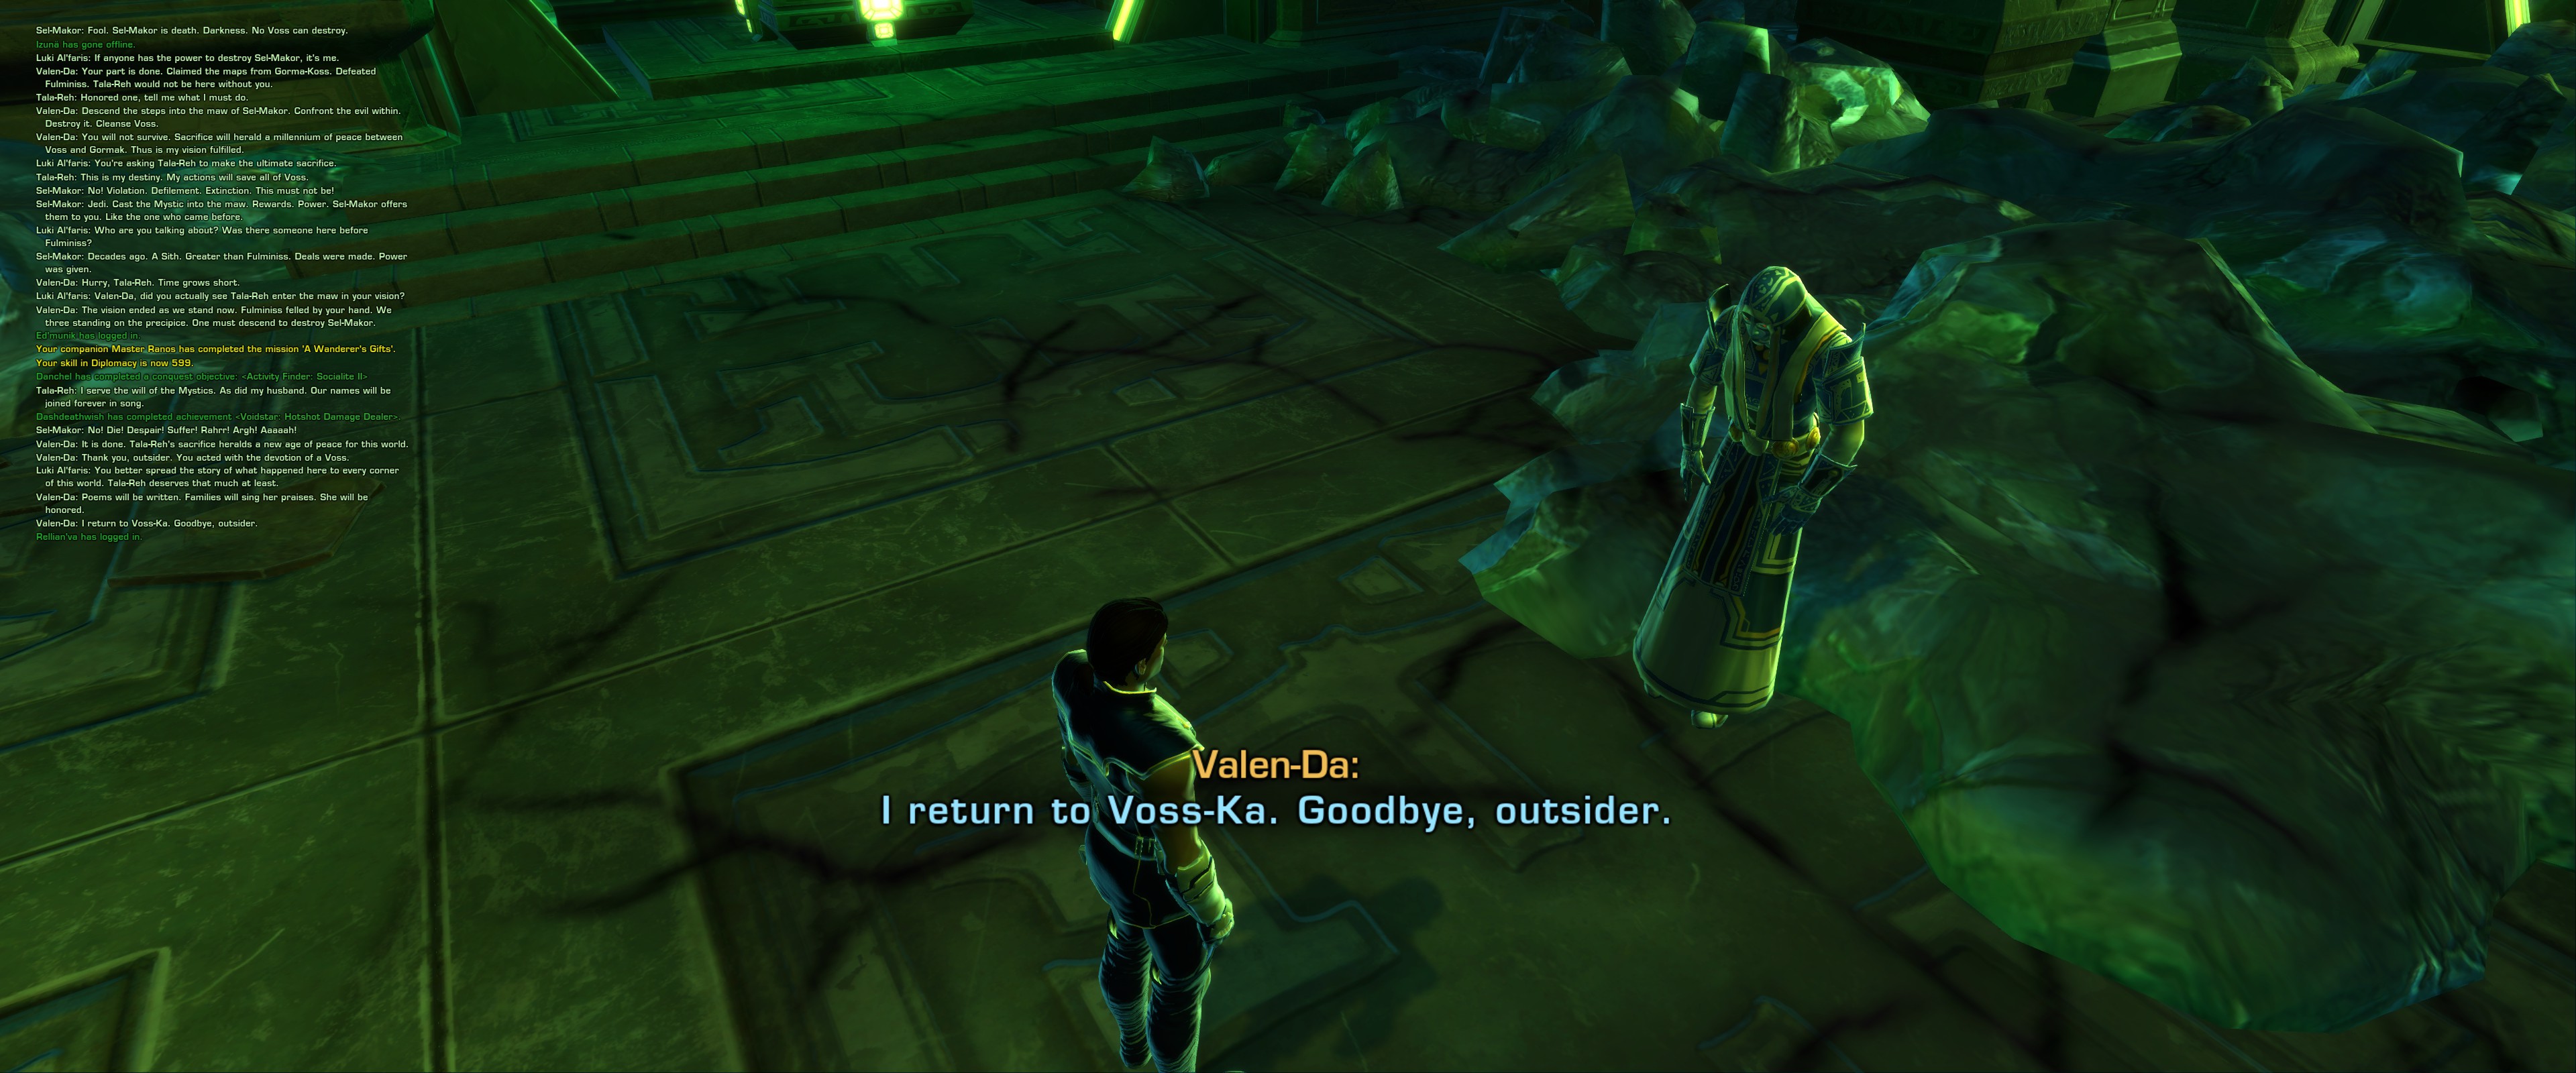 Sel-Makor: Fool. Sel-Makor is death. Darkness. No Voss can destroy.
Izuna has gone offline.
Luki Al'faris: If anyone has the power to destroy Sel-Makor, it's me.
Valen-Da: Your part is done. Claimed the maps from Gorma-Koss. Defeated
Fulminiss. Tala-Reh would not be here without you.
Tala-Reh: Honored one, tell me what I must do.
Valen-Da: Descend the steps into the maw of Sel-Makor. Confront the evil within.
Destroy it. Cleanse Voss.
Valen-Da: You will not survive. Sacrifice will herald a millennium of peace between
Voss and Gormak. Thus is my vision fulfilled.
Luki Al'faris: You're asking Tala-Reh to make the ultimate sacrifice.
Tala-Reh: This is my destiny. My actions will save all of Voss.
Sel-Makor: No! Violation. Defilement. Extinction. This must not be!
Sel-Makor: Jedi. Cast the Mystic into the maw. Rewards. Power. Sel-Makor offers
them to you. Like the one who came before.
Luki Al'faris: Who are you talking about? Was there someone here before
Fulminiss?
Sel-Makor: Decades ago. A Sith. Greater than Fulminiss. Deals were made. Power
was given.
Valen-Da: Hurry, Tala-Reh. Time grows short.
Luki Al'faris: Valen-Da, did you actually see Tala-Reh enter the maw in your vision?
Valen-Da: The vision ended as we stand now. Fulminiss felled by your hand. We
three standing on the precipice. One must descend to destroy Sel-Makor.
Ed'munik has logged in.
Your companion Master Ranos has completed the mission 'A Wanderer's Gifts'.
Your skill in Diplomacy is now 599.
Danchel has completed a conquest objective: <Activity Finder: Socialite II>
Tala-Reh: I serve the will of the Mystics. As did my husband. Our names will be
joined forever in song.
Dashdeathwish has completed achievement <Voidstar: Hotshot Damage Dealer>.
Sel-Makor: No! Die! Despair! Suffer! Rahrr! Argh! Aaaaah!
Valen-Da: It is done. Tala-Reh's sacrifice heralds a new age of peace for this world.
Valen-Da: Thank you, outsider. You acted with the devotion of a Voss.
Luki Al'faris: You better spread the story of what happened here to every corner
of this world. Tala-Reh deserves that much at least.
Valen-Da: Poems will be written. Families will sing her praises. She will be
honored.
Valen-Da: I return to Voss-Ka. Goodbye, outsider.
Rellian'va has logged in.
Valen-Da:
I return to Voss-Ka. Goodbye, outsider.